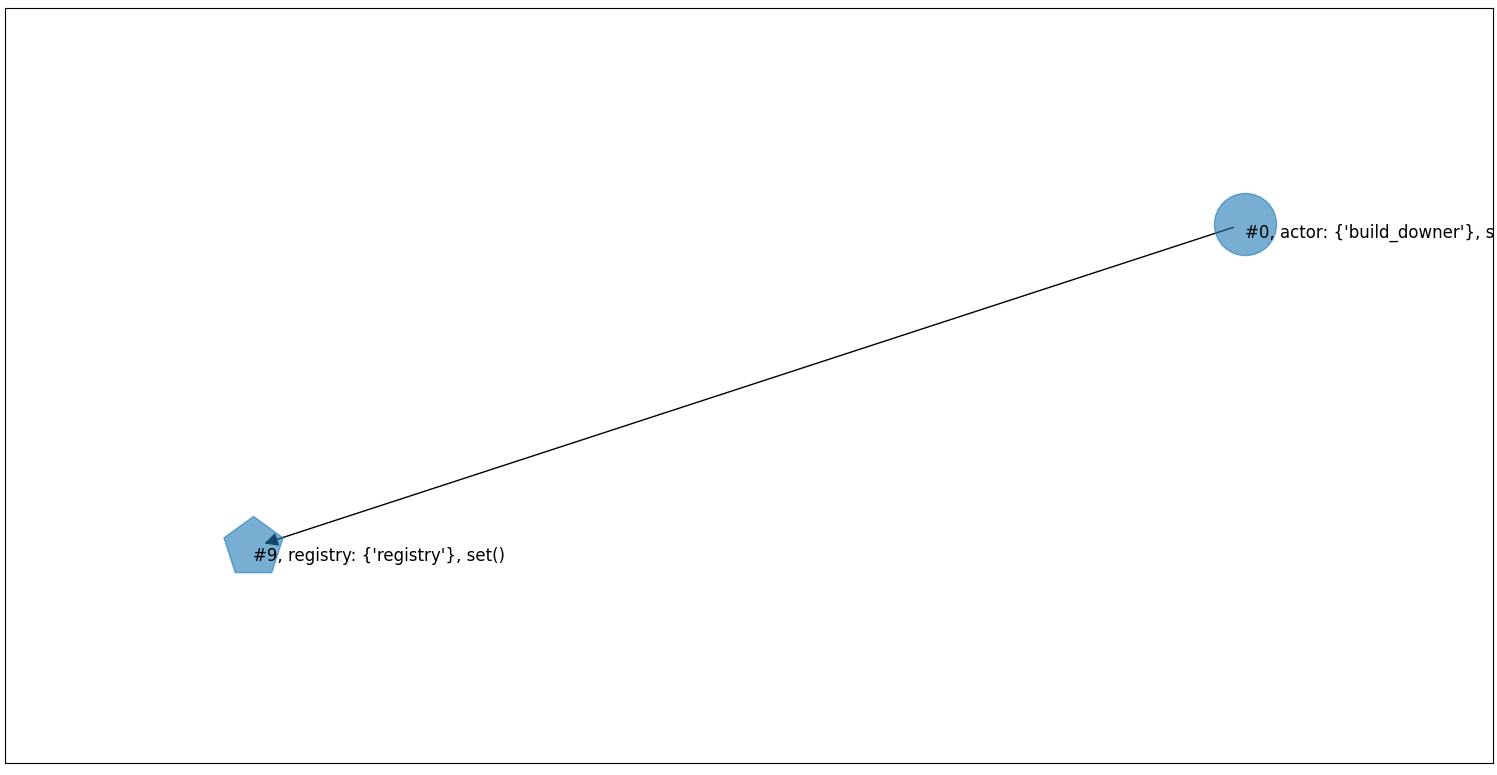 #0, actor: {'build_downer'}, s
#9, registry: {'registry'}, set()